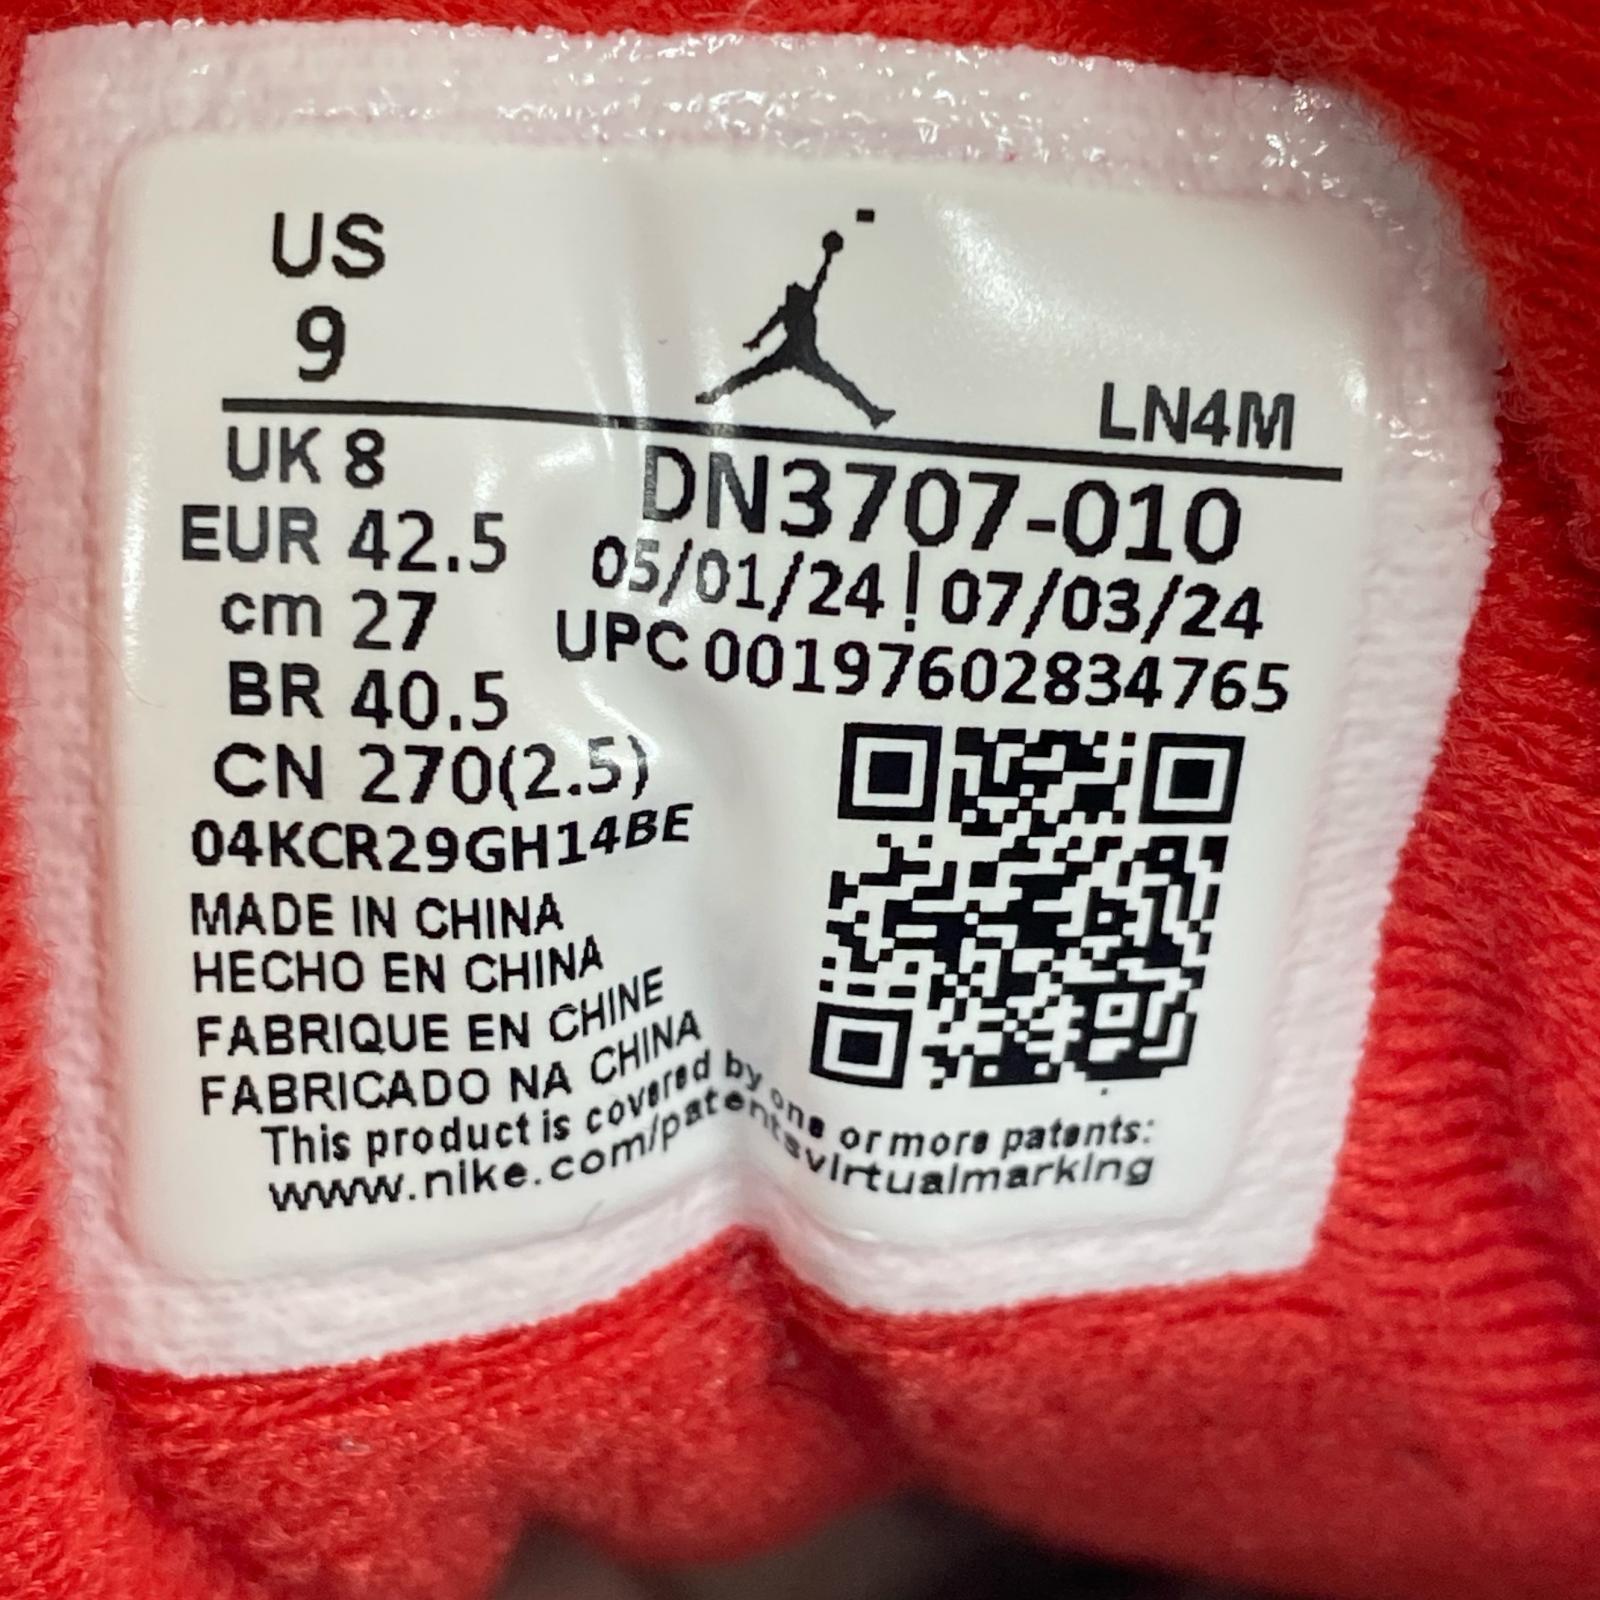 US
9
LN4M
UK 8
EUR 42.5
cm 27
BR 40.5
CN 270(2.5)
04KCR29GH14BE
DN3707-010
05/01/24 | 07/03/24
UPC 00197602834765
MADE IN CHINA
HECHO EN CHINA
FABRIQUE EN CHINE
FABRICADO NA CHINA
This product is covered by one or more patents:
www.nike.com/patentsvirtualmarking